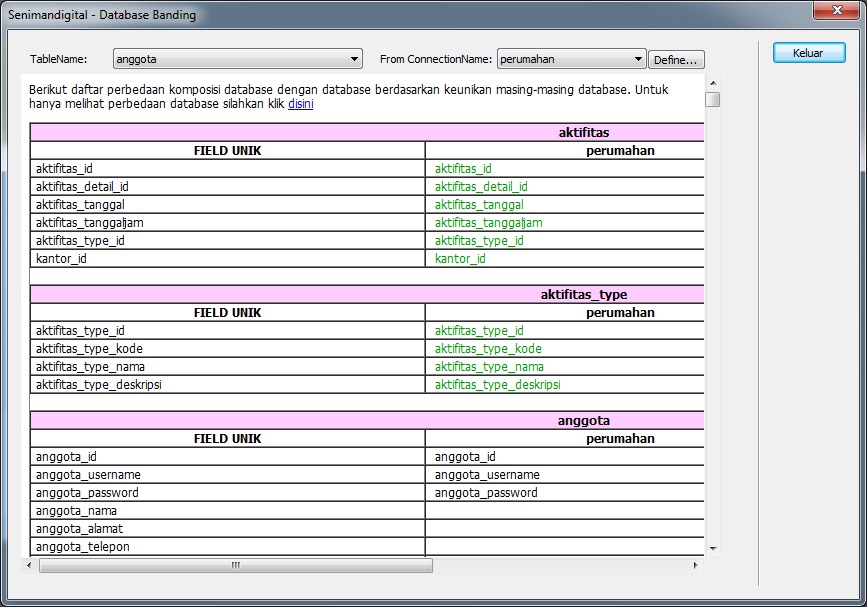 Senimandigital - Database Banding
TableName: anggota From ConnectionName: perumahan Define... Keluar
Berikut daftar perbedaan komposisi database dengan database berdasarkan keunikan masing-masing database. Untuk
hanya melihat perbedaan database silahkan klik disini
aktifitas
FIELD UNIK perumahan
aktifitas_id aktifitas_id
aktifitas_detail_id aktifitas_detail_id
aktifitas_tanggal aktifitas_tanggal
aktifitas_tanggaljam aktifitas_tanggaljam
aktifitas_type_id aktifitas_type_id
kantor_id kantor_id
aktifitas_type
FIELD UNIK perumahan
aktifitas_type_id aktifitas_type_id
aktifitas_type_kode aktifitas_type_kode
aktifitas_type_nama aktifitas_type_nama
aktifitas_type_deskripsi aktifitas_type_deskripsi
anggota
FIELD UNIK perumahan
anggota_id anggota_id
anggota_username anggota_username
anggota_password anggota_password
anggota_nama
anggota_alamat
anggota_telepon